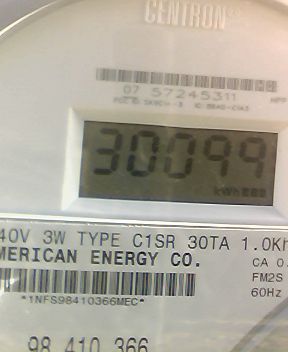 CENTRON
07 57245311
30099
kWh
40V 3W TYPE C1SR 30TA 1.0Kh
MERICAN ENERGY CO.
CA 0.
FM2S
*1NFS98410366MEC*
60Hz
98 410 366